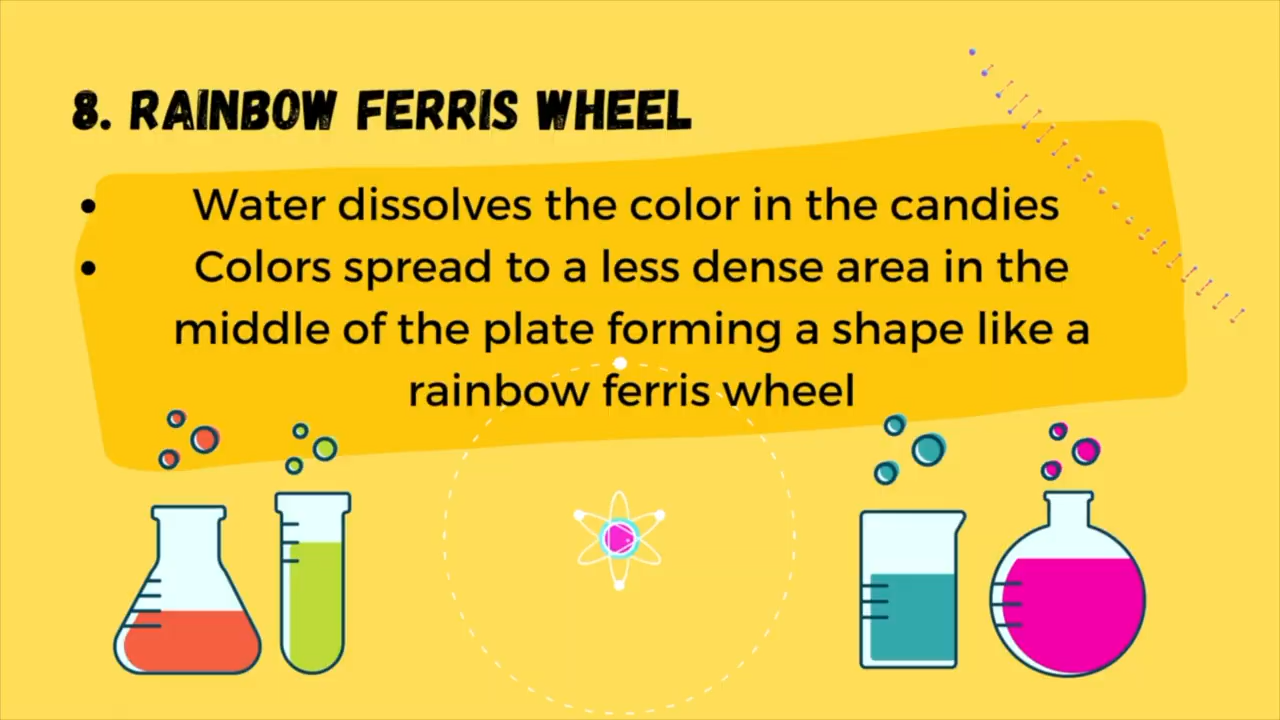 8. RAINBOW FERRIS WHEEL
• Water dissolves the color in the candies
• Colors spread to a less dense area in the
middle of the plate forming a shape like a
rainbow ferris wheel